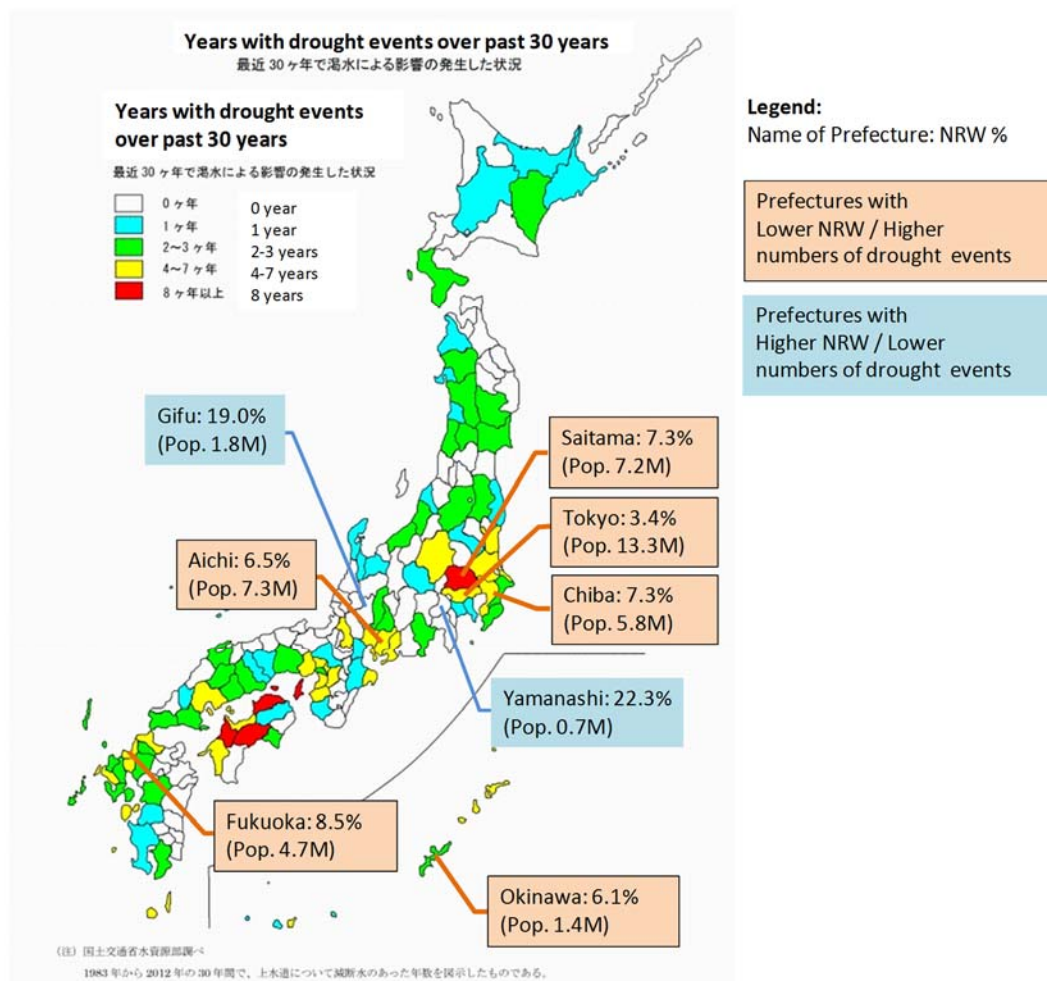 Years with drought events over past 30 years
最近30ヶ年で渇水による影響の発生した状況
Years with drought events
over past 30 years
最近30ヶ年で渇水による影響の発生した状況
0ヶ年 0 year
1ヶ年 1 year
2～3ヶ年 2-3 years
4～7ヶ年 4-7 years
8ヶ年以上 8 years
Legend:
Name of Prefecture: NRW %
Prefectures with
Lower NRW / Higher
numbers of drought events
Prefectures with
Higher NRW / Lower
numbers of drought events
Gifu: 19.0%
(Pop. 1.8M)
Saitama: 7.3%
(Pop. 7.2M)
Tokyo: 3.4%
(Pop. 13.3M)
Aichi: 6.5%
(Pop. 7.3M)
Chiba: 7.3%
(Pop. 5.8M)
Yamanashi: 22.3%
(Pop. 0.7M)
Fukuoka: 8.5%
(Pop. 4.7M)
Okinawa: 6.1%
(Pop. 1.4M)
(注) 国土交通省水資源部調べ
1983年から2012年の30年間で、上水道について減断水のあった年数を図示したものである。